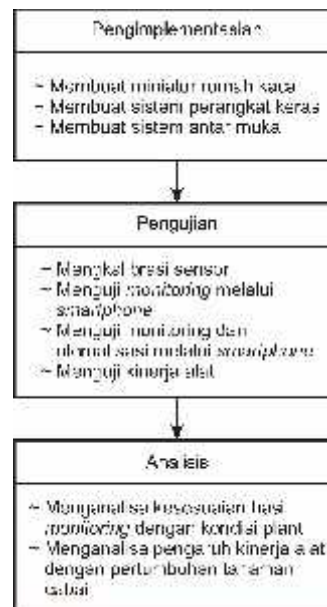 Pengimplementasian
~ Membuat miniatur rumah kaca
~ Membuat sistem perangkat keras
~ Membuat sistem antar muka
Pengujian
~ Mengkalibrasi sensor
~ Menguji monitoring melalui
smartphone
~ Menguji monitoring dan
otomatisasi melalui smartphone
~ Menguji kinerja alat
Analisis
~ Menganalisa kesesuaian hasil
monitoring dengan kondisi plant
~ Menganalisa pengaruh kinerja alat
dengan pertumbuhan tanaman
cabai